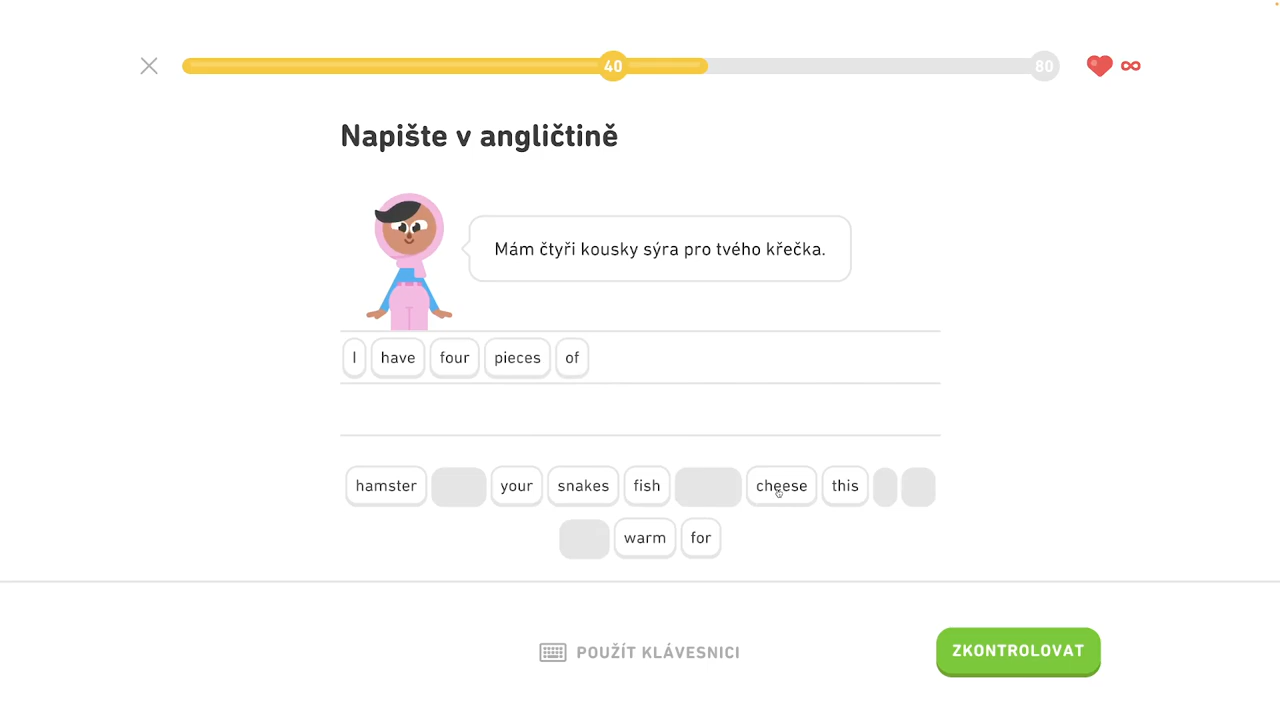 40 80 ∞
Napište v angličtině
Mám čtyři kousky sýra pro tvého křečka.
I have four pieces of
hamster your snakes fish cheese this
warm for
POUŽÍT KLÁVESNICI ZKONTROLOVAT